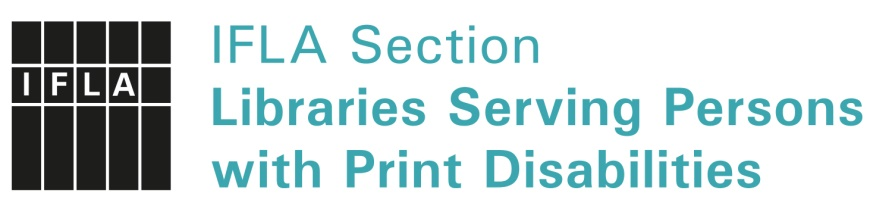 IFLA
IFLA Section
Libraries Serving Persons
with Print Disabilities